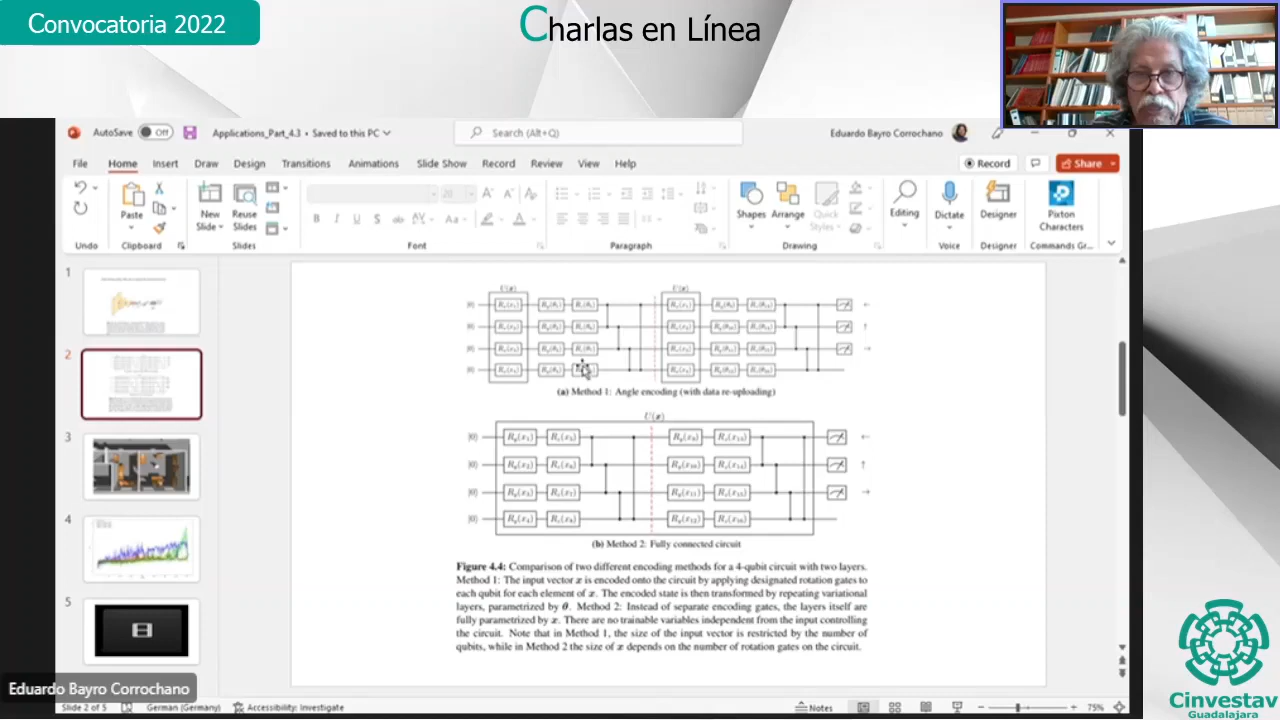 Convocatoria 2022
Charlas en Línea
AutoSave Off Applications_Part_4.3 • Saved to this PC
Search (Alt+Q)
Eduardo Bayro Corrochano
File Home Insert Draw Design Transitions Animations Slide Show Record Review View Help
Record Share
Paste New Slide Reuse Slides Shapes Arrange Quick Styles Editing Dictate Designer Pixton Characters
Undo Clipboard Slides Font Paragraph Drawing Voice Designer Commands Gr...
1
2
3
4
5
U(x) U(x)
(a) Method 1: Angle encoding (with data re-uploading)
U(x)
(b) Method 2: Fully connected circuit
Figure 4.4: Comparison of two different encoding methods for a 4-qubit circuit with two layers.
Method 1: The input vector x is encoded onto the circuit by applying designated rotation gates to
each qubit for each element of x. The encoded state is then transformed by repeating variational
layers, parametrized by θ. Method 2: Instead of separate encoding gates, the layers itself are
fully parametrized by x. There are no trainable variables independent from the input controlling
the circuit. Note that in Method 1, the size of the input vector is restricted by the number of
qubits, while in Method 2 the size of x depends on the number of rotation gates on the circuit.
Eduardo Bayro Corrochano
Slide 2 of 5 German (Germany) Accessibility: Investigate Notes 75%
Cinvestav
Guadalajara